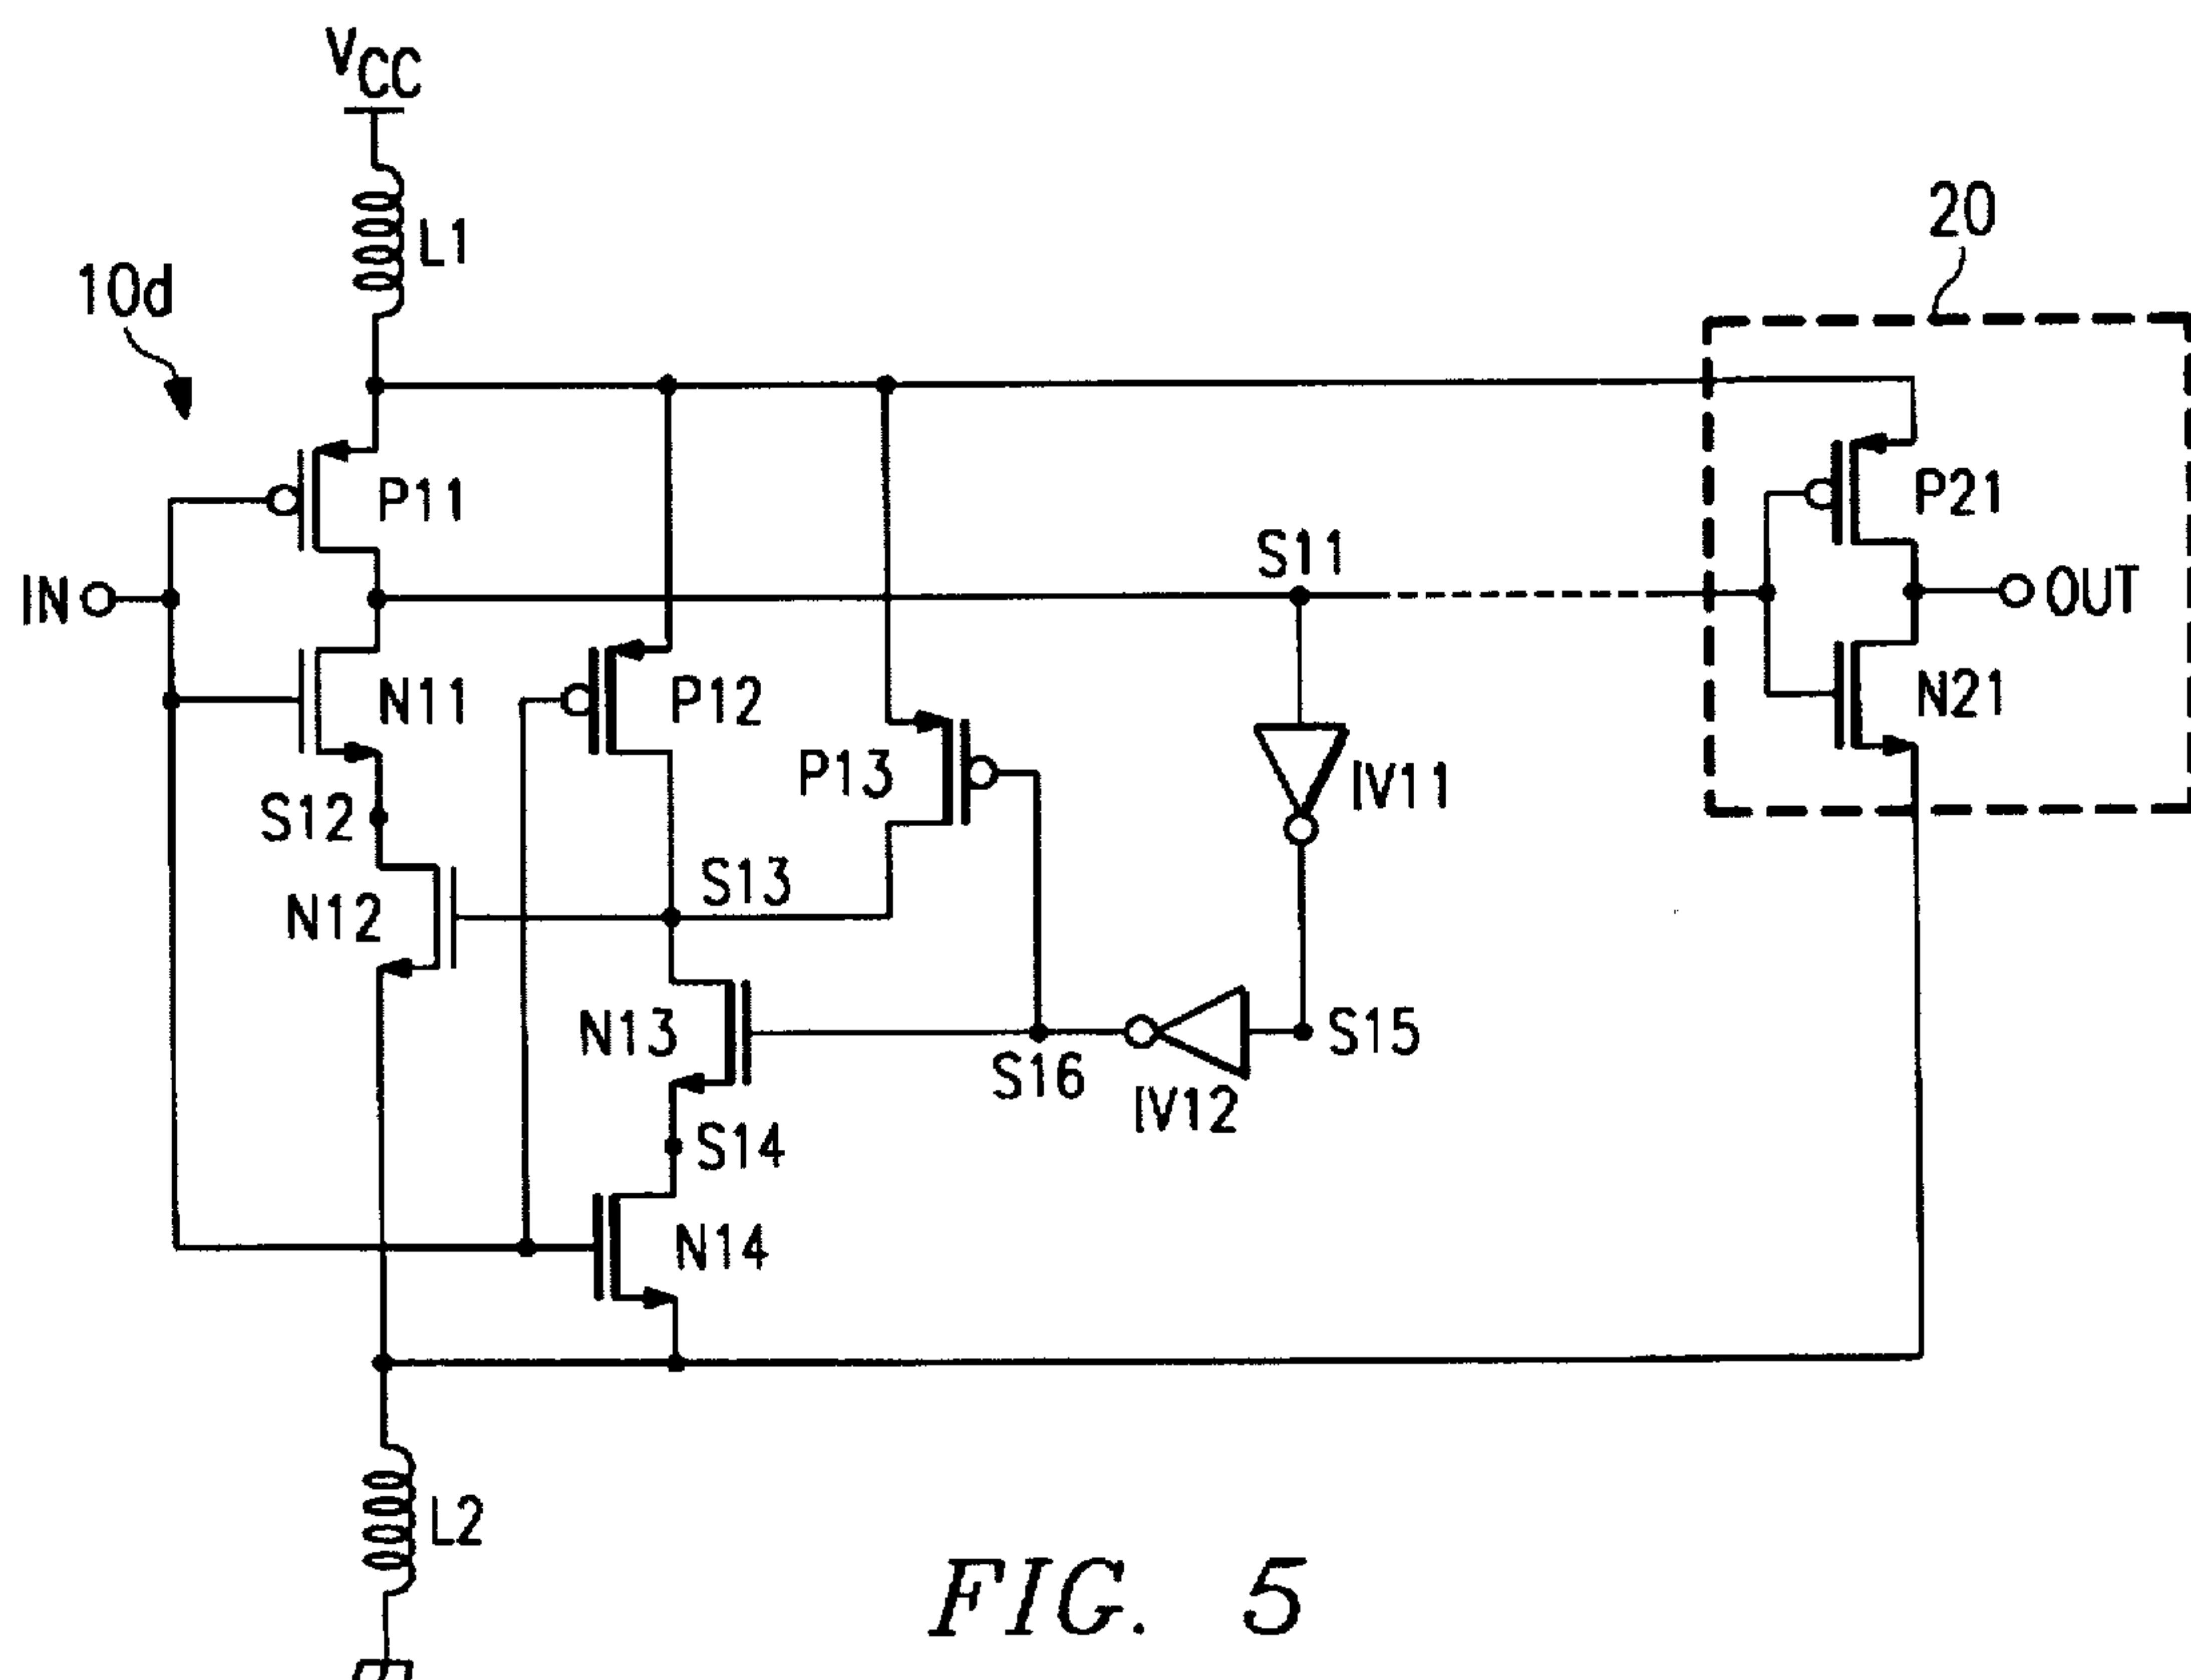 VCC
L1
20
10d
P11
P21
S11
IN
OUT
N11
P12
N21
P13
IV11
S12
S13
N12
N13
S15
S16
IV12
S14
N14
L2
FIG. 5